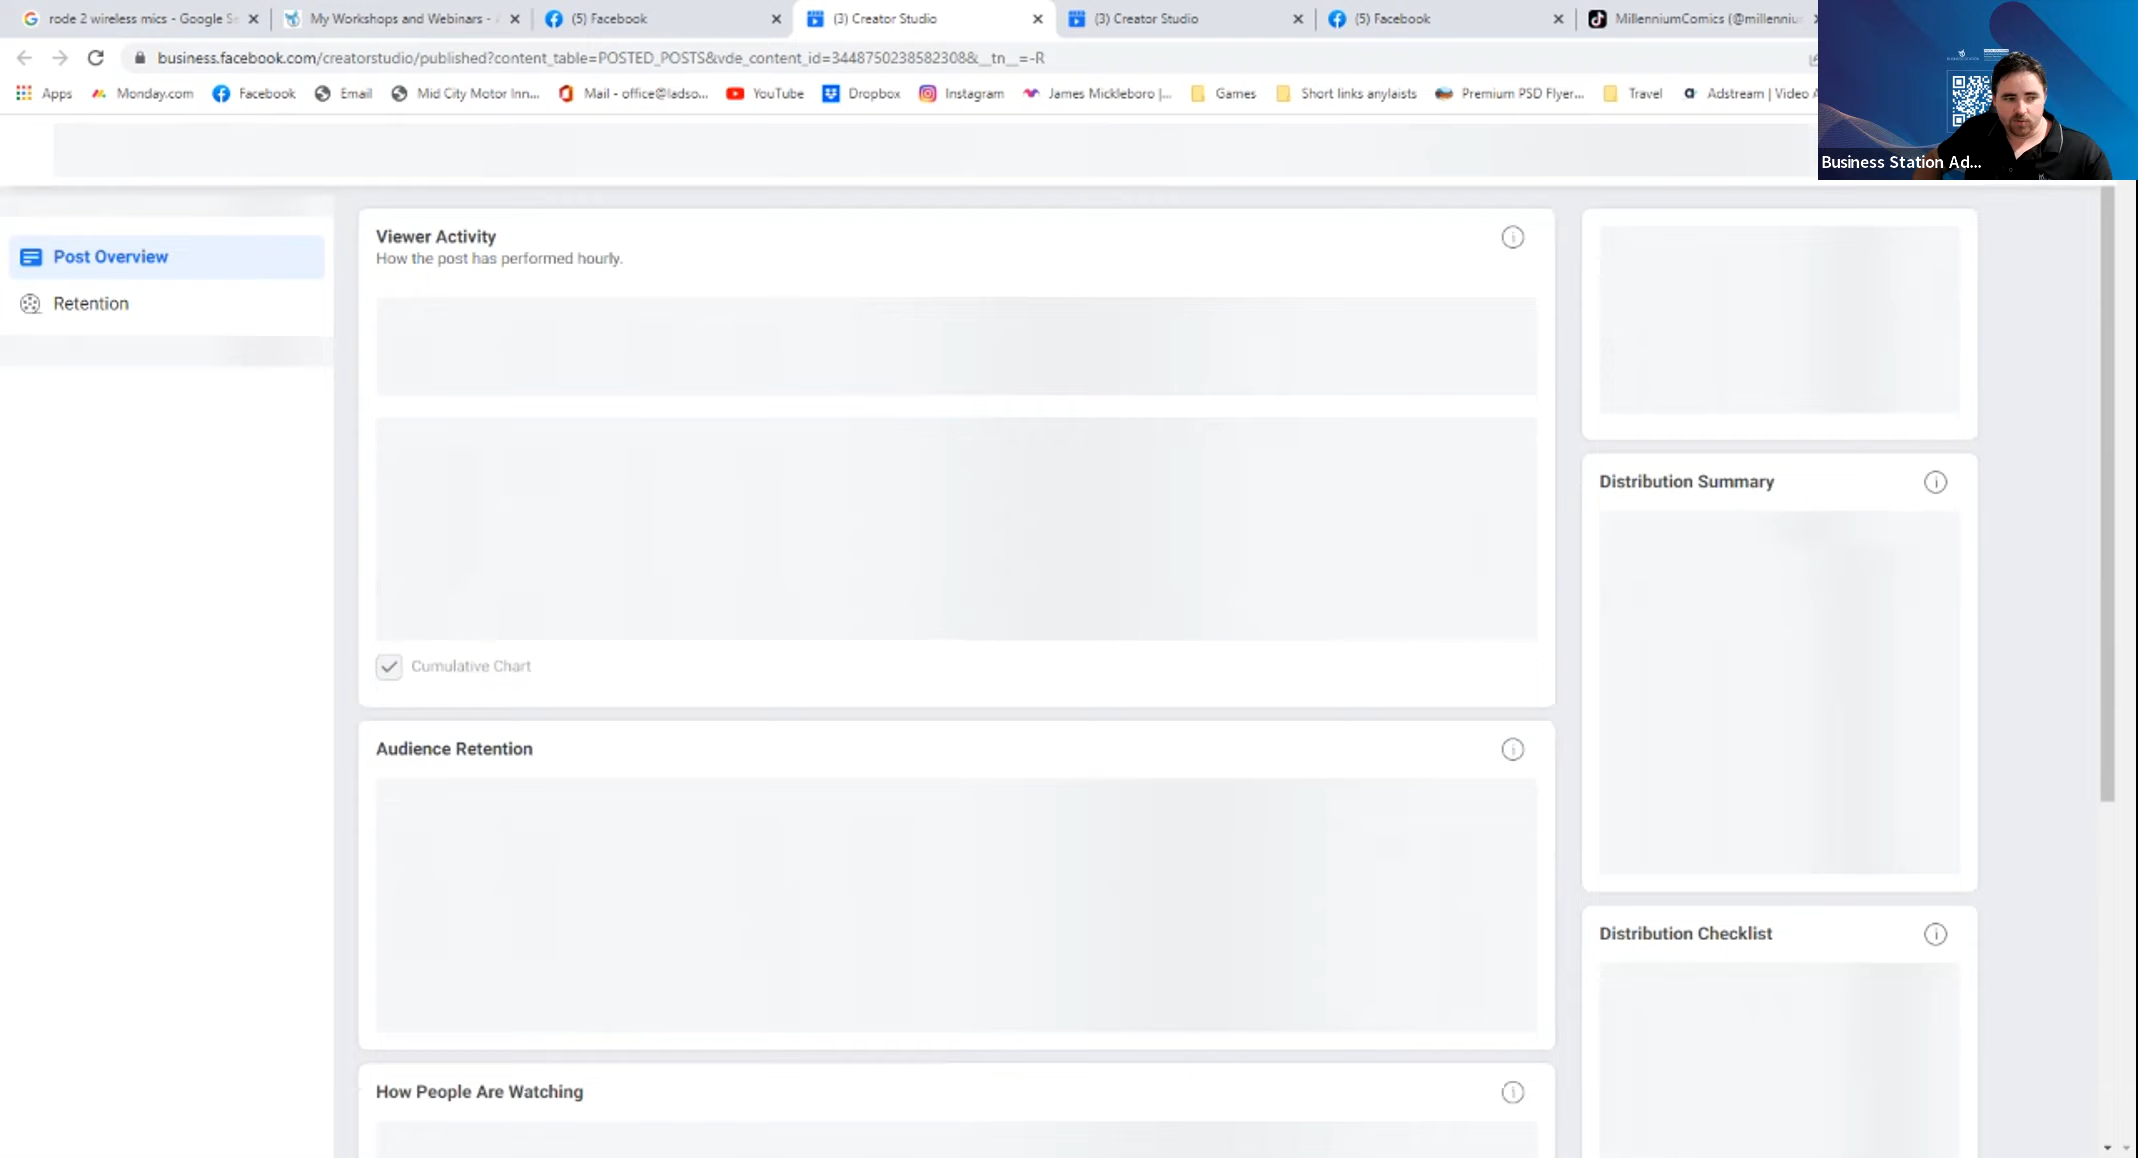 rode 2 wireless mics - Google S
My Workshops and Webinars -
(5) Facebook
(3) Creator Studio
(3) Creator Studio
(5) Facebook
MillenniumComics (@millenniu
business.facebook.com/creatorstudio/published?content_table=POSTED_POSTS&vde_content_id=3448750238582308&__tn__=-R
Apps
Monday.com
Facebook
Email
Mid City Motor Inn...
Mail - office@ladso...
YouTube
Dropbox
Instagram
James Mickleboro |...
Games
Short links anylaists
Premium PSD Flyer...
Travel
Adstream | Video A
Business Station Ad...
Post Overview
Retention
Viewer Activity
How the post has performed hourly.
Cumulative Chart
Audience Retention
How People Are Watching
Distribution Summary
Distribution Checklist